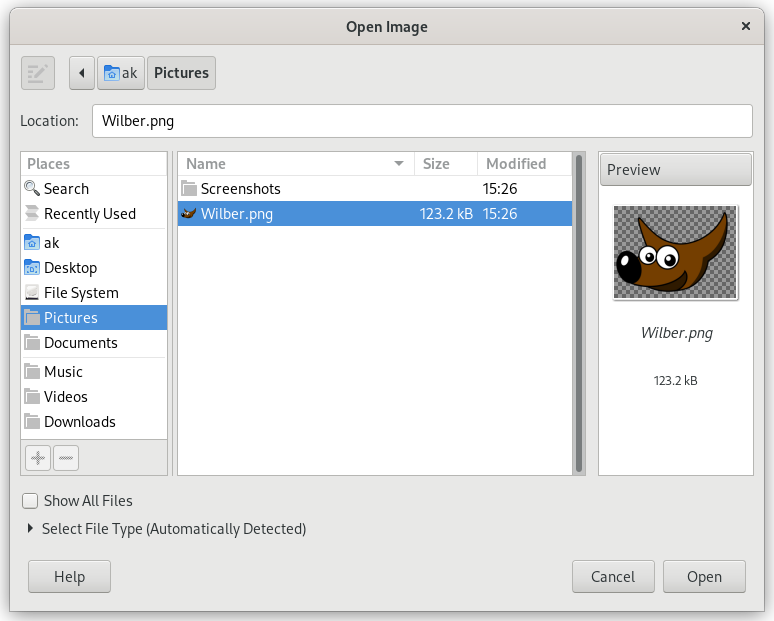 Open Image
ak Pictures
Location: Wilber.png
Places
Search
Recently Used
ak
Desktop
File System
Pictures
Documents
Music
Videos
Downloads
Name Size Modified
Screenshots 15:26
Wilber.png 123.2 kB 15:26
Preview
Wilber.png
123.2 kB
Show All Files
Select File Type (Automatically Detected)
Help Cancel Open